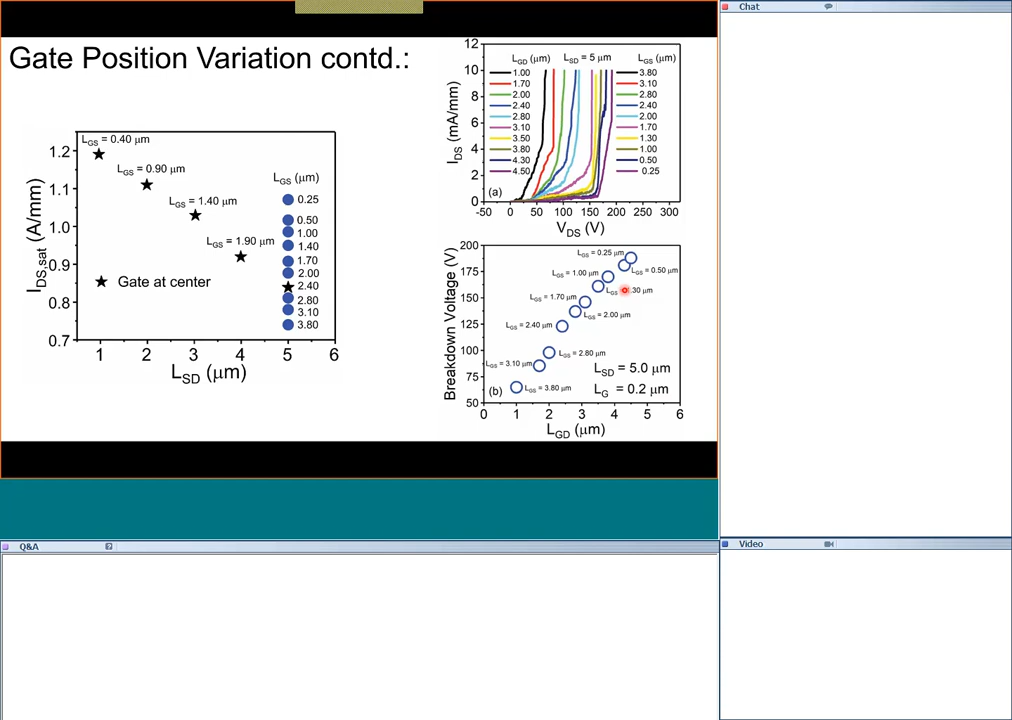 Gate Position Variation contd.:
L_GS = 0.40 μm
L_GS = 0.90 μm
L_GS = 1.40 μm
L_GS = 1.90 μm
Gate at center
L_GS (μm)
0.25
0.50
1.00
1.40
1.70
2.00
2.40
2.80
3.10
3.80
1.2
1.1
1.0
0.9
0.8
0.7
I_DS,sat (A/mm)
1 2 3 4 5 6
L_SD (μm)
12
10
8
6
4
2
0
I_DS (mA/mm)
L_GD (μm) L_SD = 5 μm L_GS (μm)
1.00 3.80
1.70 3.10
2.00 2.80
2.40 2.40
2.80 2.00
3.10 1.70
3.50 1.30
3.80 1.00
4.30 0.50
4.50 0.25
(a)
-50 0 50 100 150 200 250 300
V_DS (V)
200
175
150
125
100
75
50
Breakdown Voltage (V)
L_GS = 0.25 μm
L_GS = 0.50 μm
L_GS = 1.00 μm
L_GS .30 μm
L_GS = 1.70 μm
L_GS = 2.00 μm
L_GS = 2.40 μm
L_GS = 2.80 μm
L_GS = 3.10 μm
L_GS = 3.80 μm
L_SD = 5.0 μm
L_G = 0.2 μm
(b)
0 1 2 3 4 5 6
L_GD (μm)
Chat
Q&A
?
Video